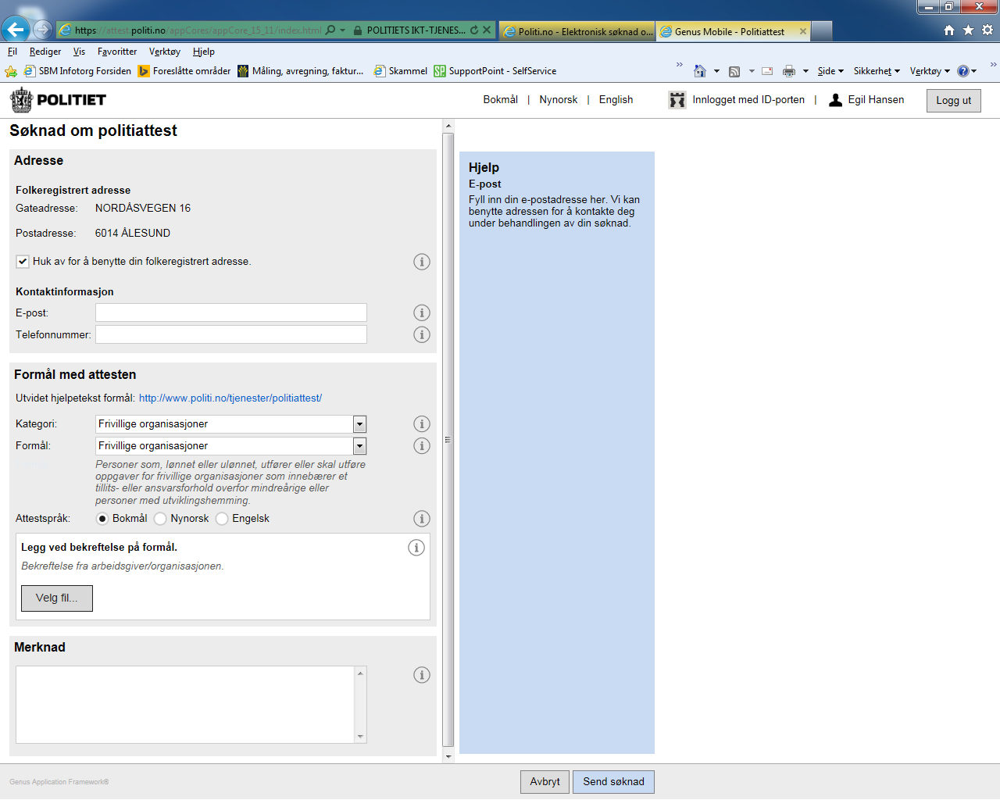 https://attest.politi.no/appCores/appCore_15_11/index.html
POLITIETS IKT-TJENES...
Politi.no - Elektronisk søknad o...
Genus Mobile - Politiattest
Fil Rediger Vis Favoritter Verktøy Hjelp
SBM Infotorg Forsiden Foreslåtte områder Måling, avregning, faktur... Skammel SupportPoint - SelfService » Side Sikkerhet Verktøy »
POLITIET Bokmål | Nynorsk | English Innlogget med ID-porten | Egil Hansen Logg ut
Søknad om politiattest
Adresse
Folkeregistrert adresse
Gateadresse: NORDÅSVEGEN 16
Postadresse: 6014 ÅLESUND
Huk av for å benytte din folkeregistrert adresse.
Kontaktinformasjon
E-post:
Telefonnummer:
Formål med attesten
Utvidet hjelpetekst formål: http://www.politi.no/tjenester/politiattest/
Kategori: Frivillige organisasjoner
Formål: Frivillige organisasjoner
Personer som, lønnet eller ulønnet, utfører eller skal utføre
oppgaver for frivillige organisasjoner som innebærer et
tillits- eller ansvarsforhold overfor mindreårige eller
personer med utviklingshemming.
Attestspråk: Bokmål Nynorsk Engelsk
Legg ved bekreftelse på formål.
Bekreftelse fra arbeidsgiver/organisasjonen.
Velg fil...
Merknad
Hjelp
E-post
Fyll inn din e-postadresse her. Vi kan
benytte adressen for å kontakte deg
under behandlingen av din søknad.
Genus Application Framework®
Avbryt Send søknad